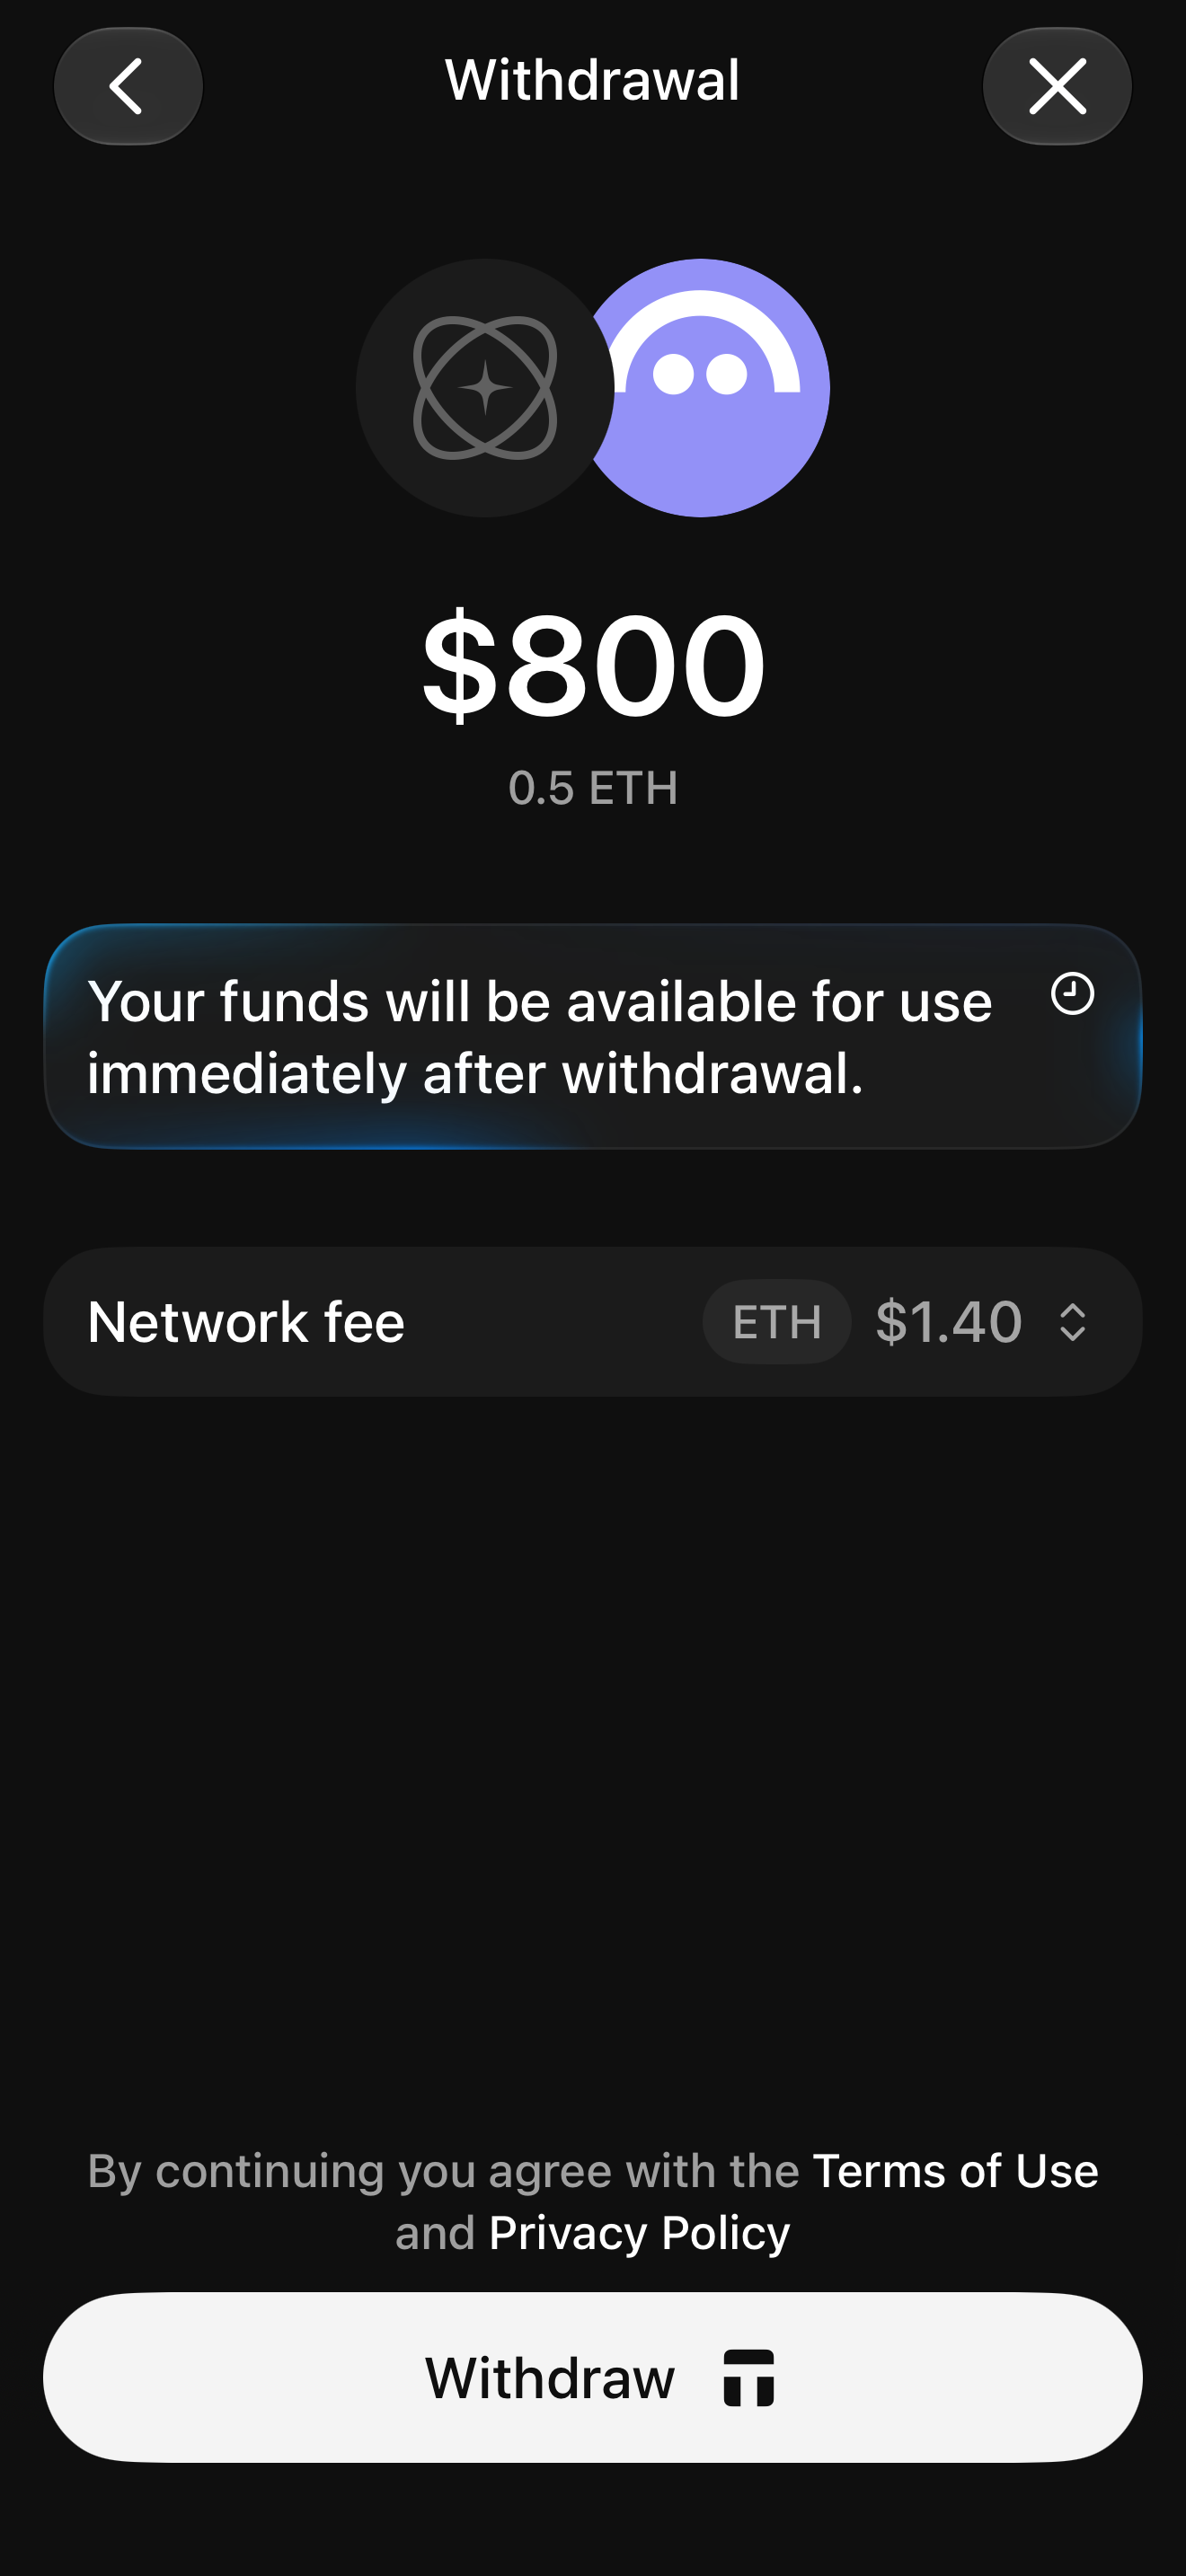 Withdrawal
$800
0.5 ETH
Your funds will be available for use
immediately after withdrawal.
Network fee ETH $1.40
By continuing you agree with the Terms of Use
and Privacy Policy
Withdraw